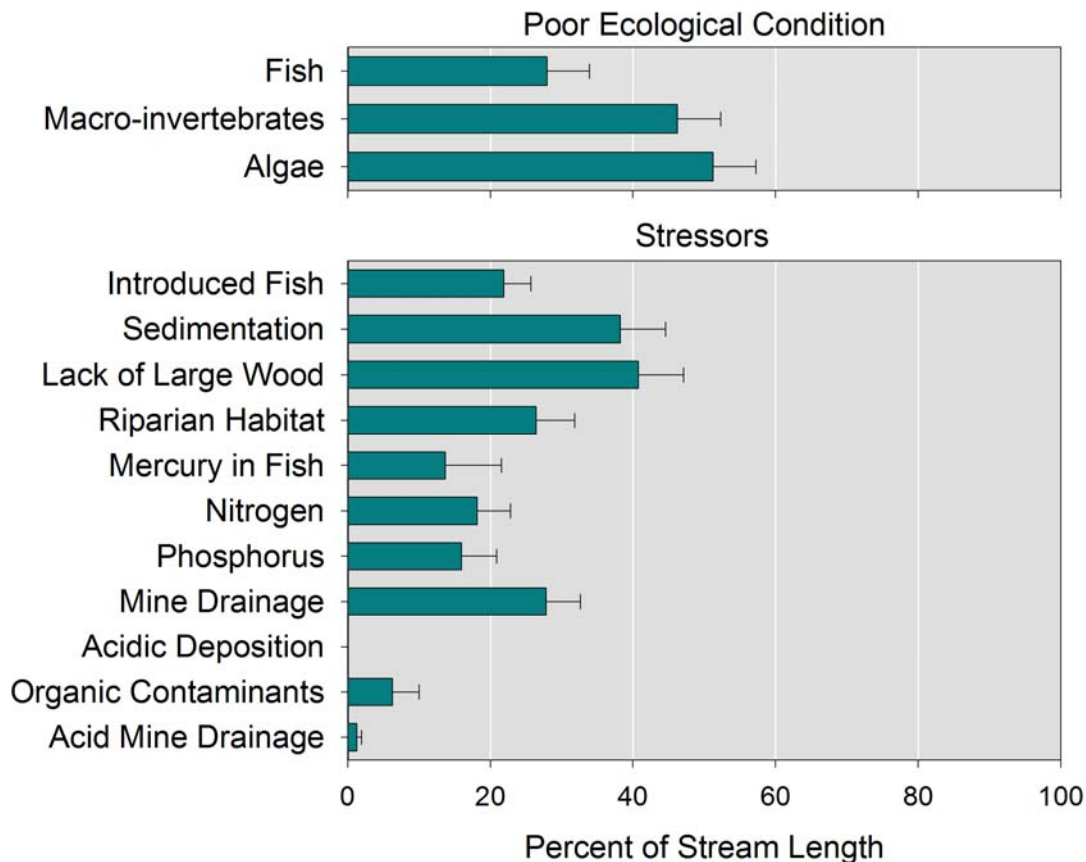 Poor Ecological Condition
Fish
Macro-invertebrates
Algae
Stressors
Introduced Fish
Sedimentation
Lack of Large Wood
Riparian Habitat
Mercury in Fish
Nitrogen
Phosphorus
Mine Drainage
Acidic Deposition
Organic Contaminants
Acid Mine Drainage
0 20 40 60 80 100
Percent of Stream Length